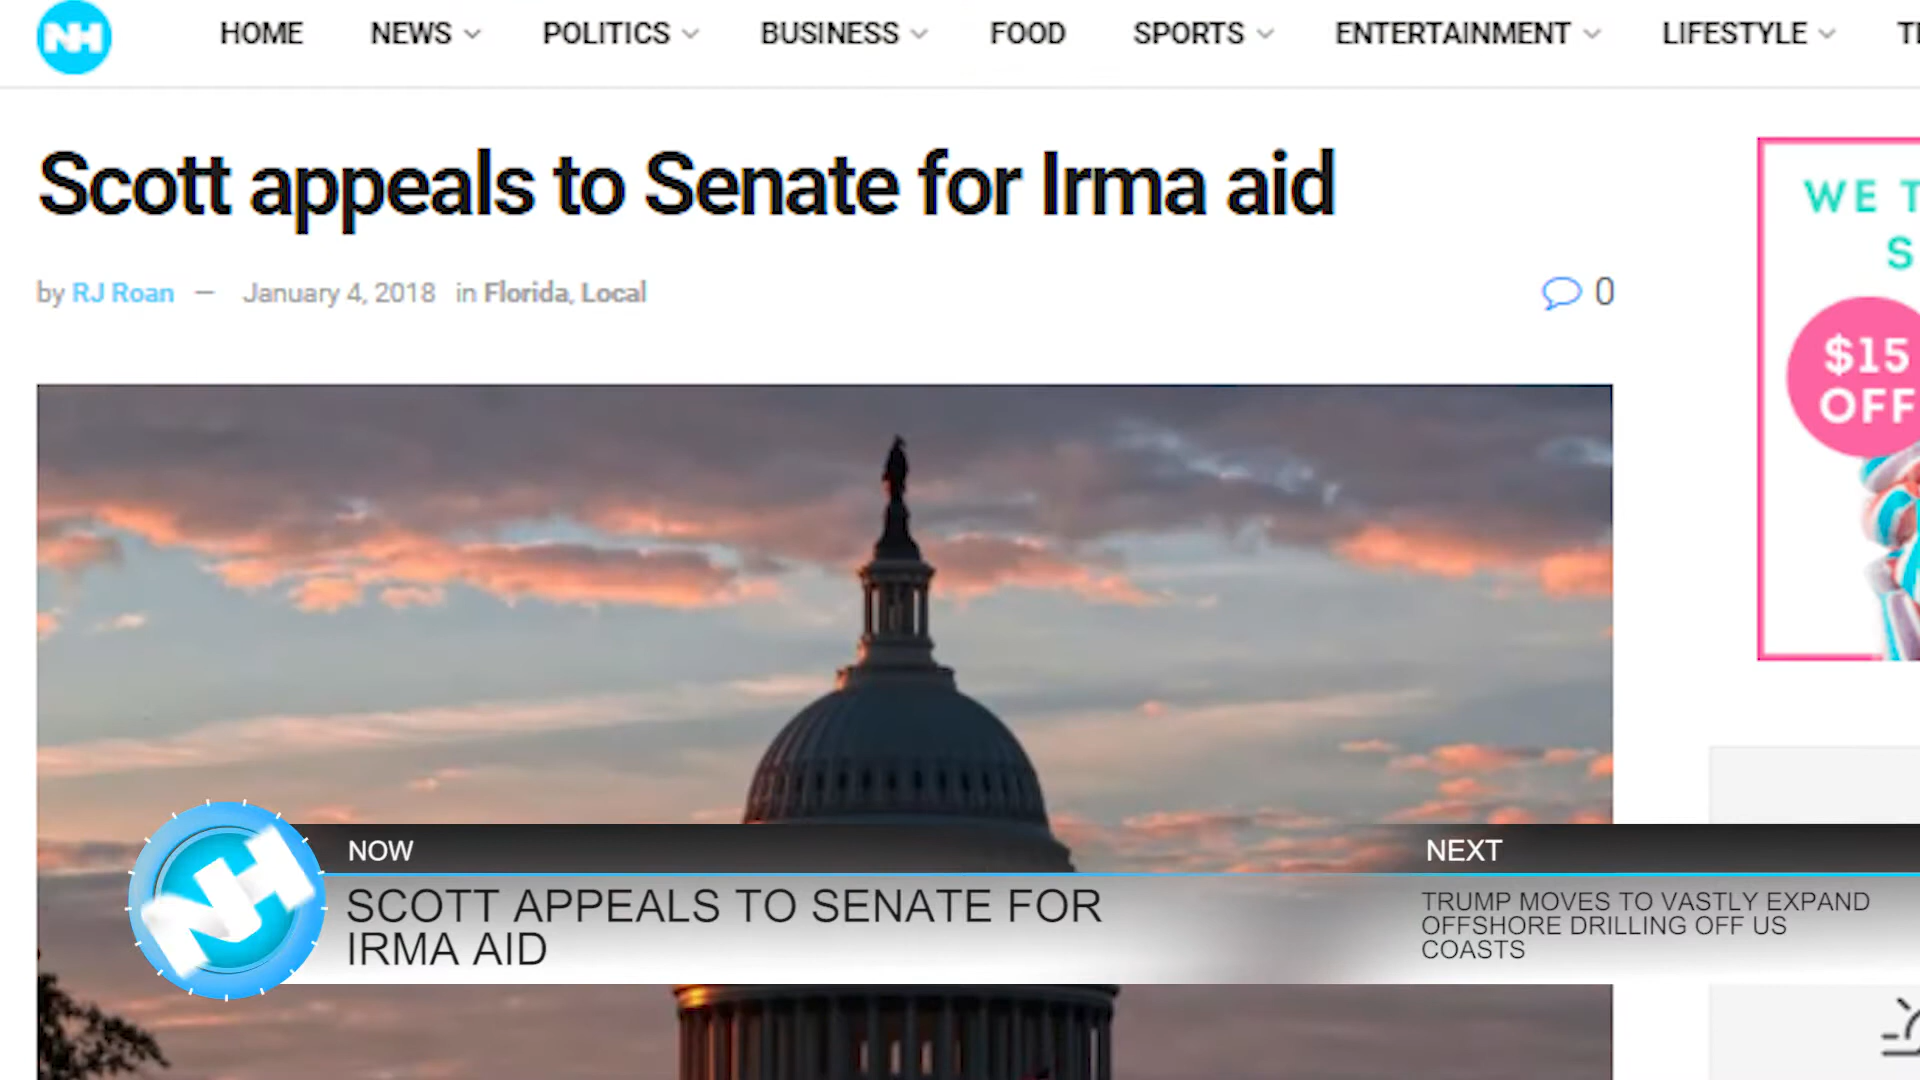 NH HOME NEWS POLITICS BUSINESS FOOD SPORTS ENTERTAINMENT LIFESTYLE
Scott appeals to Senate for Irma aid
by RJ Roan — January 4, 2018 in Florida, Local
0
WE
S
$15
OFF
NH
NOW
SCOTT APPEALS TO SENATE FOR
IRMA AID
NEXT
TRUMP MOVES TO VASTLY EXPAND
OFFSHORE DRILLING OFF US
COASTS